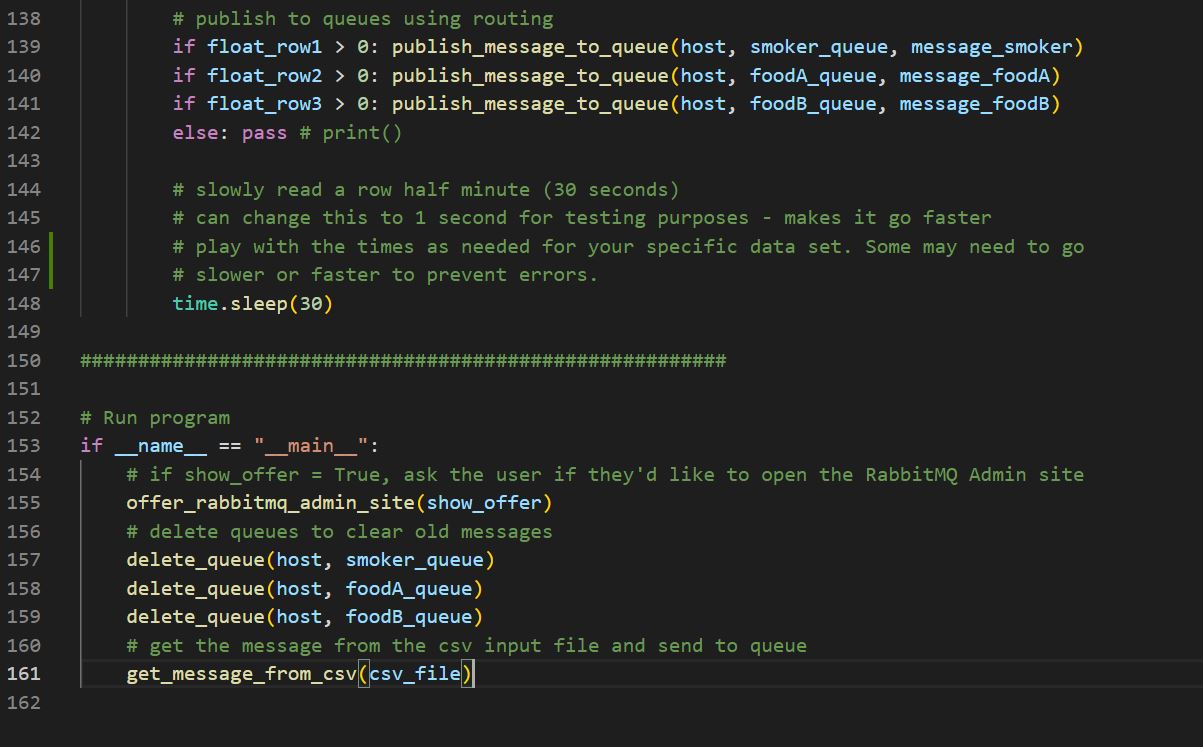 138 # publish to queues using routing
139 if float_row1 > 0: publish_message_to_queue(host, smoker_queue, message_smoker)
140 if float_row2 > 0: publish_message_to_queue(host, foodA_queue, message_foodA)
141 if float_row3 > 0: publish_message_to_queue(host, foodB_queue, message_foodB)
142 else: pass # print()
143
144 # slowly read a row half minute (30 seconds)
145 # can change this to 1 second for testing purposes - makes it go faster
146 # play with the times as needed for your specific data set. Some may need to go
147 # slower or faster to prevent errors.
148 time.sleep(30)
149
150 ########################################################
151
152 # Run program
153 if __name__ == "__main__":
154 # if show_offer = True, ask the user if they'd like to open the RabbitMQ Admin site
155 offer_rabbitmq_admin_site(show_offer)
156 # delete queues to clear old messages
157 delete_queue(host, smoker_queue)
158 delete_queue(host, foodA_queue)
159 delete_queue(host, foodB_queue)
160 # get the message from the csv input file and send to queue
161 get_message_from_csv(csv_file)
162